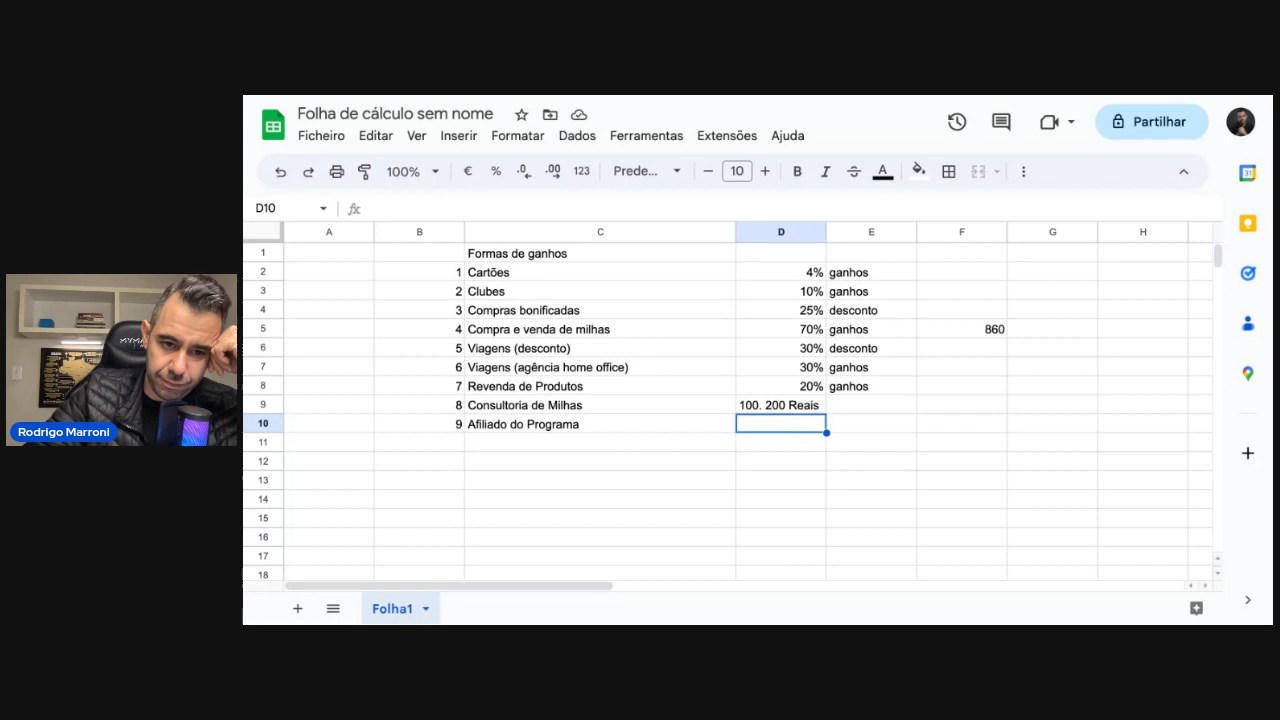 Folha de cálculo sem nome
Ficheiro Editar Ver Inserir Formatar Dados Ferramentas Extensões Ajuda
Partilhar
100% € % .0 .00 123 Prede... 10 B I S A
D10 fx
A B C D E F G H
1 Formas de ganhos
2 1 Cartões 4% ganhos
3 2 Clubes 10% ganhos
4 3 Compras bonificadas 25% desconto
5 4 Compra e venda de milhas 70% ganhos 860
6 5 Viagens (desconto) 30% desconto
7 6 Viagens (agência home office) 30% ganhos
8 7 Revenda de Produtos 20% ganhos
9 8 Consultoria de Milhas 100. 200 Reais
10 9 Afiliado do Programa
11
12
13
14
15
16
17
18
Folha1
Rodrigo Marroni